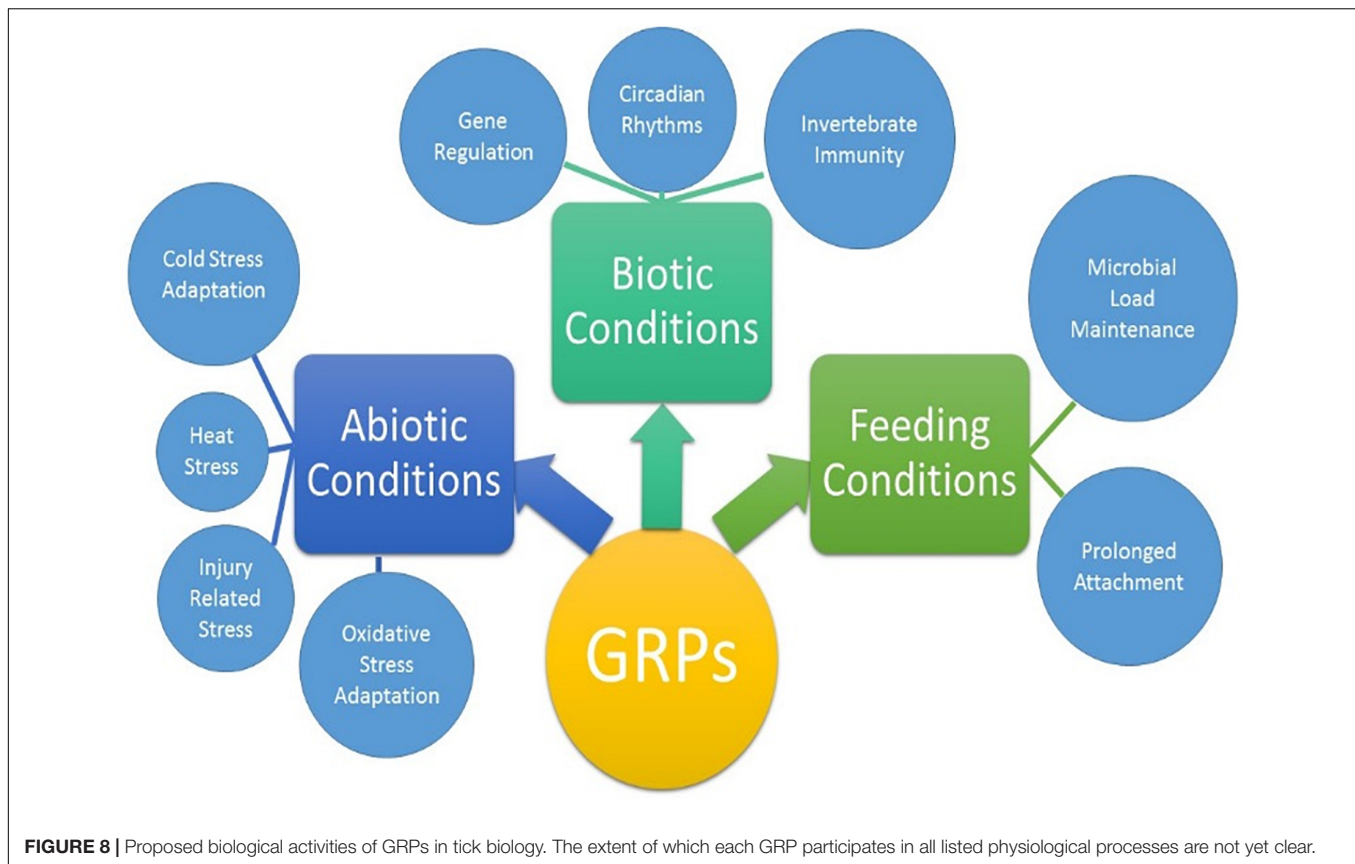 Gene
Regulation
Circadian
Rhythms
Invertebrate
Immunity
Cold Stress
Adaptation
Biotic
Conditions
Microbial
Load
Maintenance
Heat
Stress
Abiotic
Conditions
Feeding
Conditions
Injury
Related
Stress
Oxidative
Stress
Adaptation
GRPs
Prolonged
Attachment
FIGURE 8 | Proposed biological activities of GRPs in tick biology. The extent of which each GRP participates in all listed physiological processes are not yet clear.